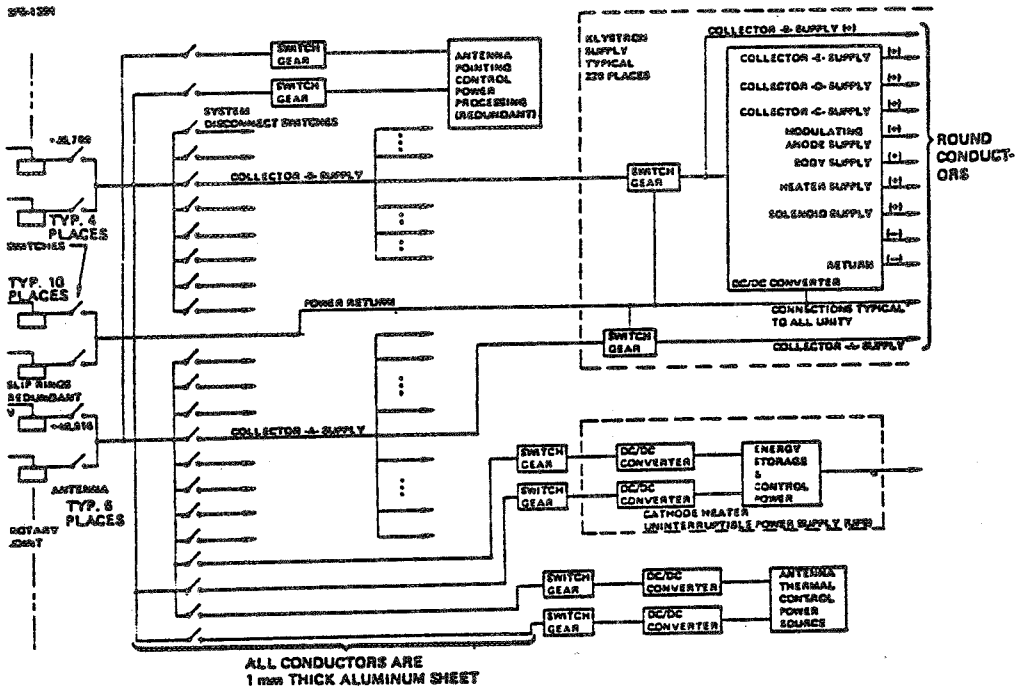 SWITCH
GEAR
SWITCH
GEAR
ANTENNA
POINTING
CONTROL
POWER
PROCESSING
(REDUNDANT)
SYSTEM
DISCONNECT SWITCHES
KLYSTRON
SUPPLY
TYPICAL
228 PLACES
COLLECTOR -B- SUPPLY (+)
COLLECTOR -E- SUPPLY (+)
COLLECTOR -D- SUPPLY (+)
COLLECTOR -C- SUPPLY (+)
MODULATING
ANODE SUPPLY (+)
BODY SUPPLY (+)
HEATER SUPPLY (+)
SOLENOID SUPPLY (+)
(-)
RETURN (-)
DC/DC CONVERTER
ROUND
CONDUCT-
ORS
COLLECTOR -B- SUPPLY
SWITCH
GEAR
TYP. 4
PLACES
SWITCHES
TYP. 10
PLACES
POWER RETURN
CONNECTIONS TYPICAL
TO ALL UNITY
SWITCH
GEAR
COLLECTOR -A- SUPPLY
SLIP RINGS
REDUNDANT
COLLECTOR -A- SUPPLY
ANTENNA
TYP. 6
PLACES
ROTARY
JOINT
SWITCH
GEAR
DC/DC
CONVERTER
SWITCH
GEAR
DC/DC
CONVERTER
ENERGY
STORAGE
&
CONTROL
POWER
CATHODE HEATER
UNINTERRUPTIBLE POWER SUPPLY (UPS)
SWITCH
GEAR
DC/DC
CONVERTER
SWITCH
GEAR
DC/DC
CONVERTER
ANTENNA
THERMAL
CONTROL
POWER
SOURCE
ALL CONDUCTORS ARE
1 mm THICK ALUMINUM SHEET